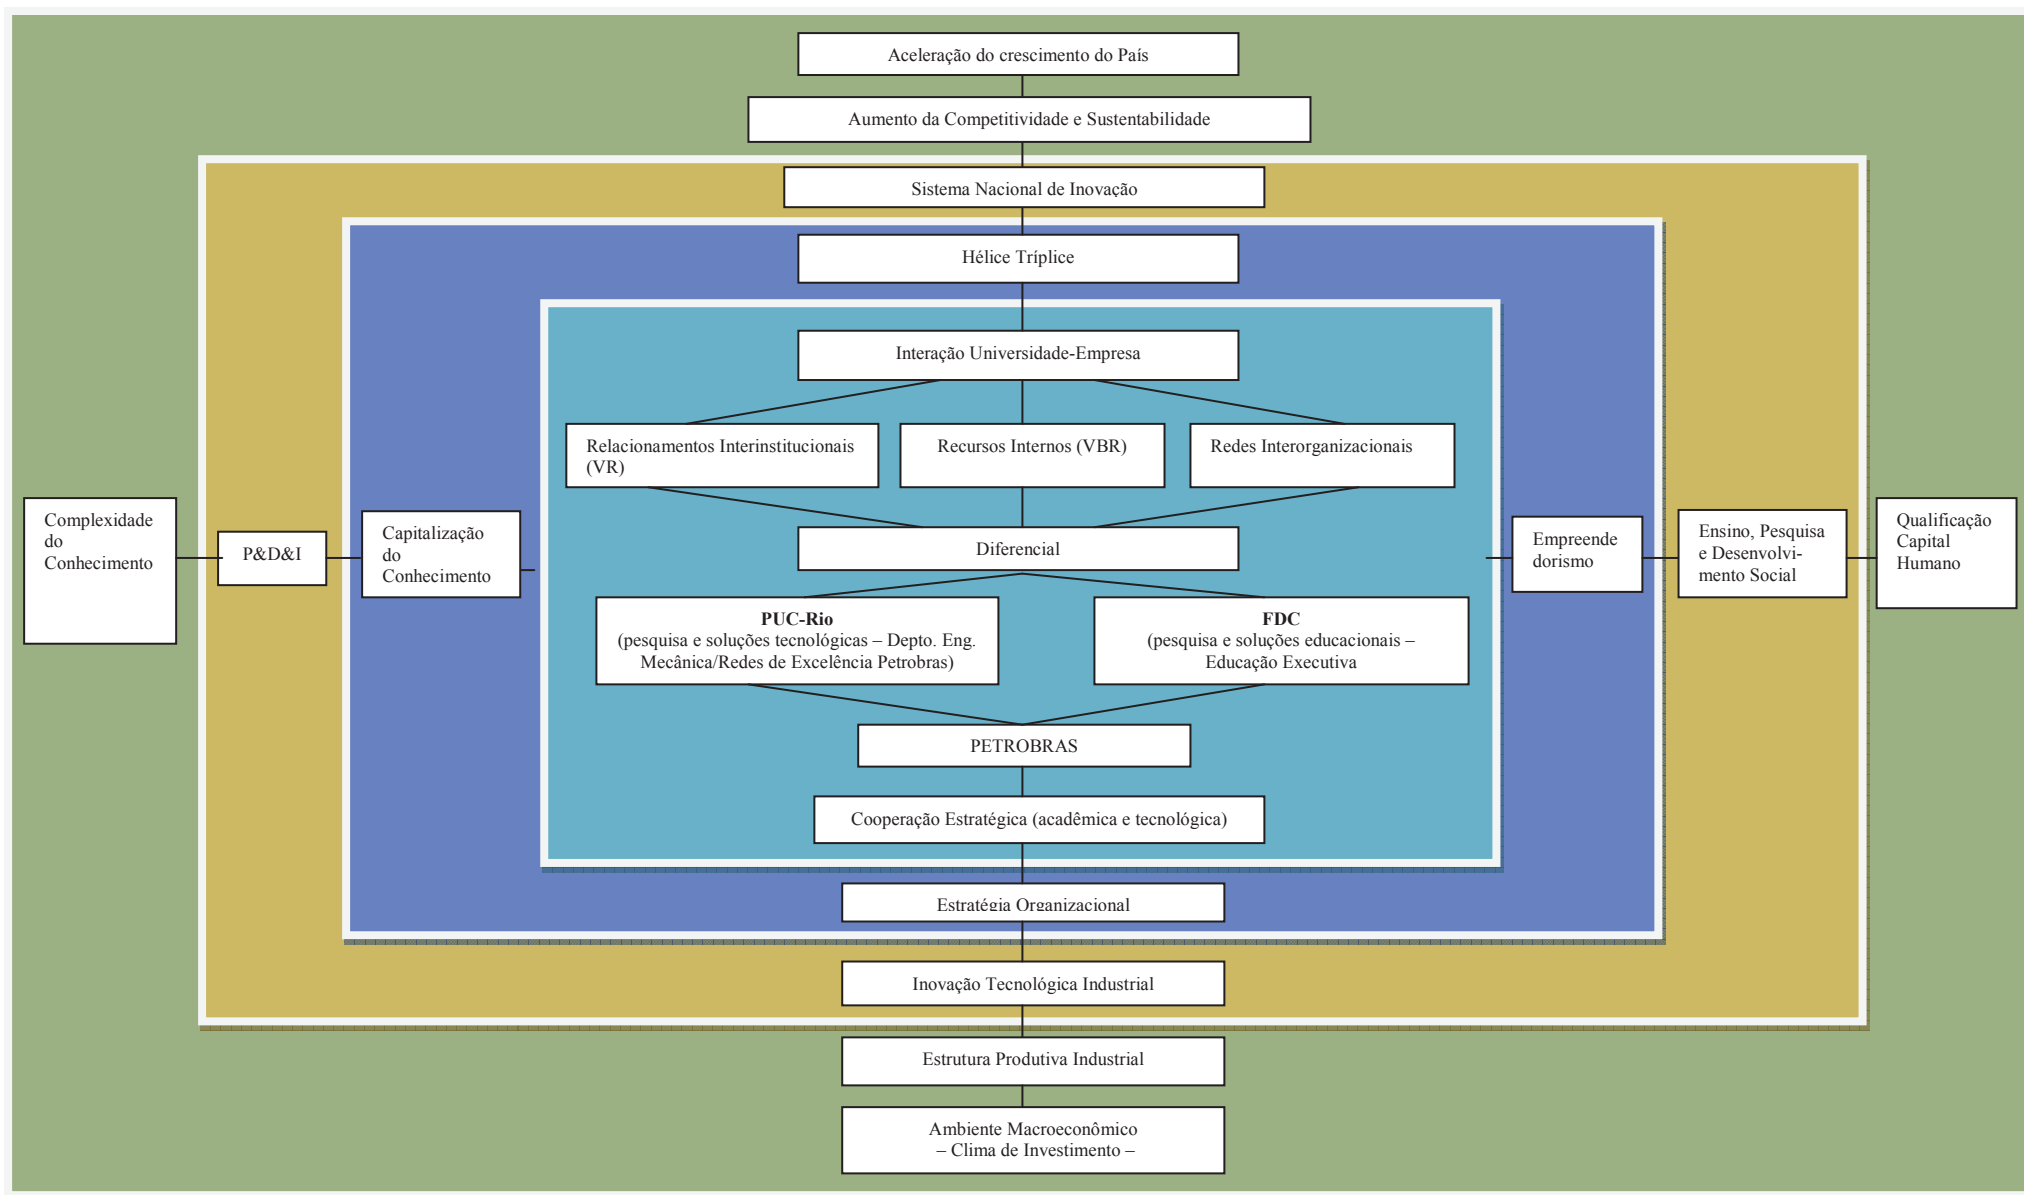 Aceleração do crescimento do País
Aumento da Competitividade e Sustentabilidade
Sistema Nacional de Inovação
Hélice Tríplice
Interação Universidade-Empresa
Relacionamentos Interinstitucionais
(VR)
Recursos Internos (VBR)
Redes Interorganizacionais
Complexidade
do
Conhecimento
P&D&I
Capitalização
do
Conhecimento
Diferencial
Empreende
dorismo
Ensino, Pesquisa
e Desenvolvi-
mento Social
Qualificação
Capital
Humano
PUC-Rio
(pesquisa e soluções tecnológicas – Depto. Eng.
Mecânica/Redes de Excelência Petrobras)
FDC
(pesquisa e soluções educacionais –
Educação Executiva
PETROBRAS
Cooperação Estratégica (acadêmica e tecnológica)
Estratégia Organizacional
Inovação Tecnológica Industrial
Estrutura Produtiva Industrial
Ambiente Macroeconômico
– Clima de Investimento –